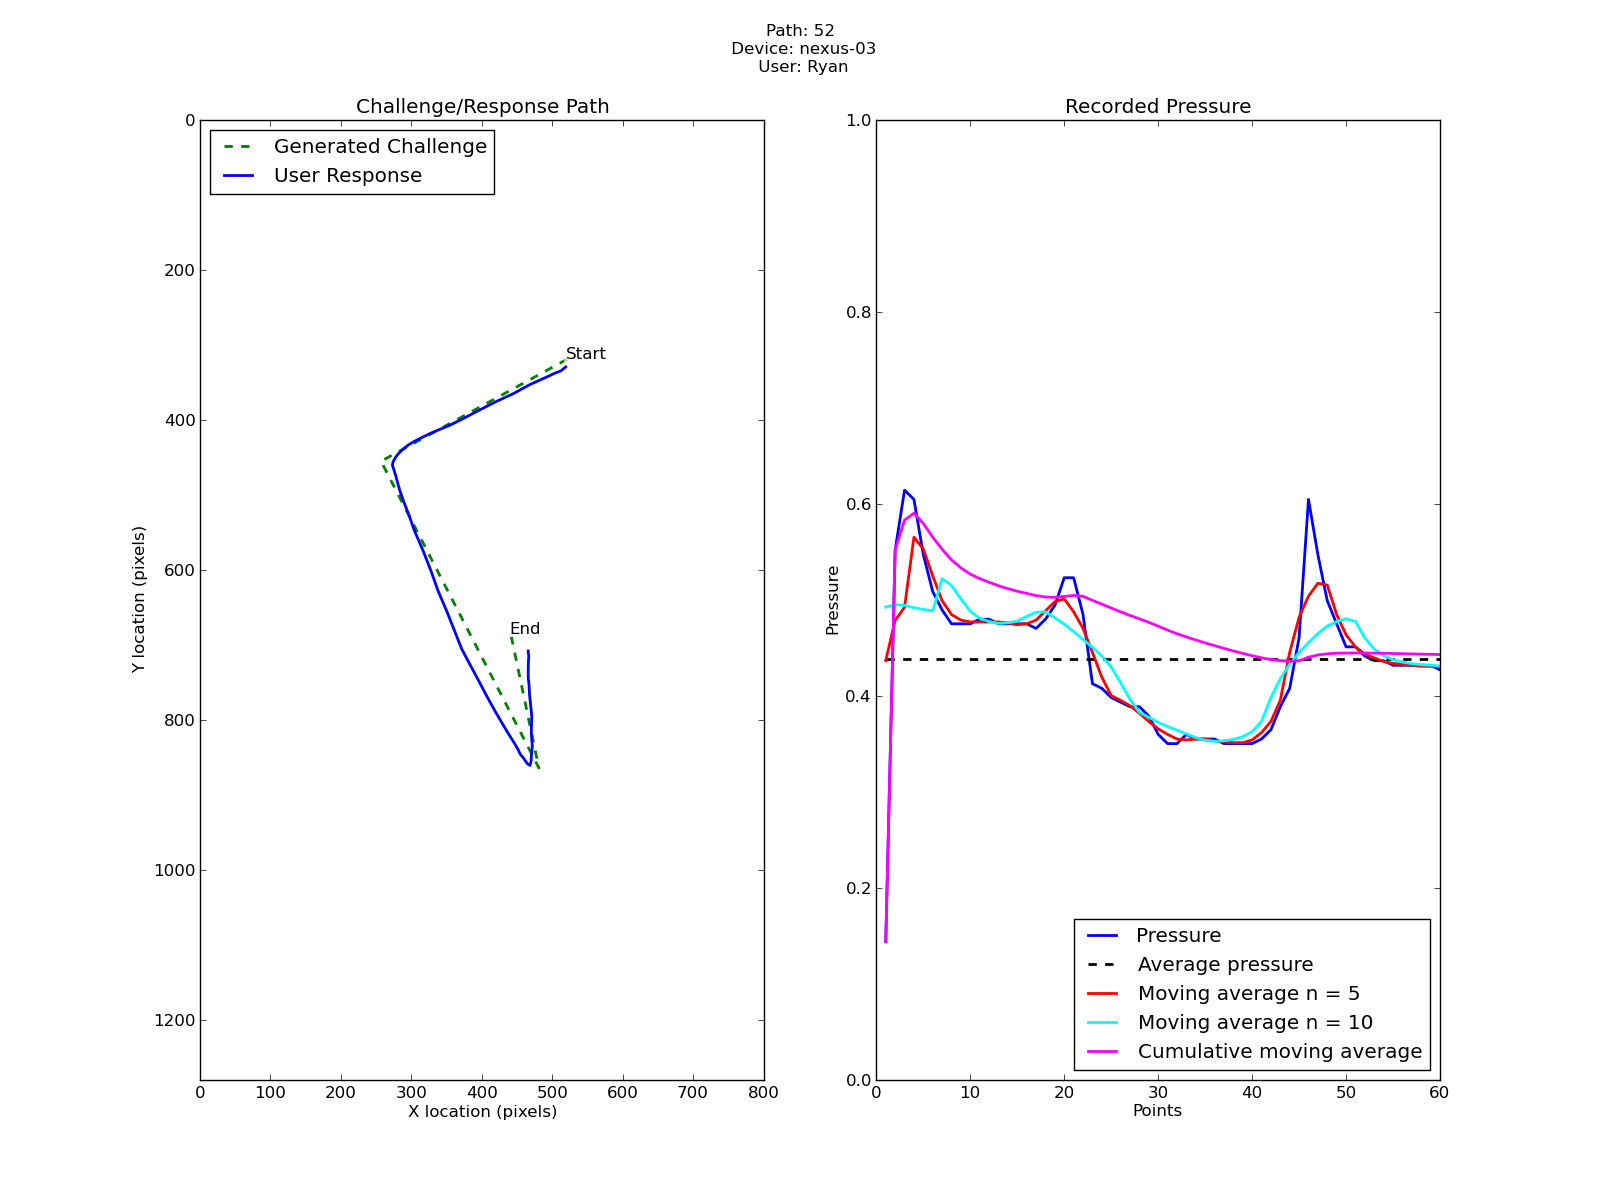 Path: 52
Device: nexus-03
User: Ryan
Challenge/Response Path
Generated Challenge
User Response
Start
End
0
200
400
600
800
1000
1200
Y location (pixels)
0 100 200 300 400 500 600 700 800
X location (pixels)
Recorded Pressure
1.0
0.8
0.6
0.4
0.2
0.0
Pressure
Pressure
Average pressure
Moving average n = 5
Moving average n = 10
Cumulative moving average
0 10 20 30 40 50 60
Points